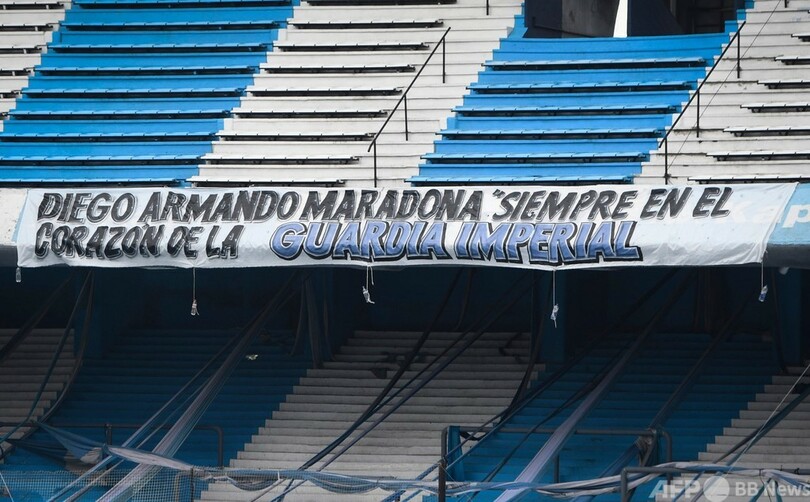 DIEGO ARMANDO MARADONA "SIEMPRE EN EL
CORAZON DE LA GUARDIA IMPERIAL
AFP BB News